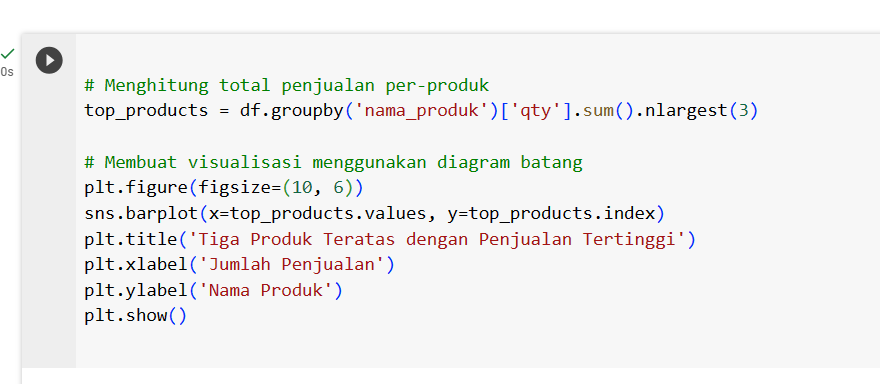 0s
# Menghitung total penjualan per-produk
top_products = df.groupby('nama_produk')['qty'].sum().nlargest(3)
# Membuat visualisasi menggunakan diagram batang
plt.figure(figsize=(10, 6))
sns.barplot(x=top_products.values, y=top_products.index)
plt.title('Tiga Produk Teratas dengan Penjualan Tertinggi')
plt.xlabel('Jumlah Penjualan')
plt.ylabel('Nama Produk')
plt.show()